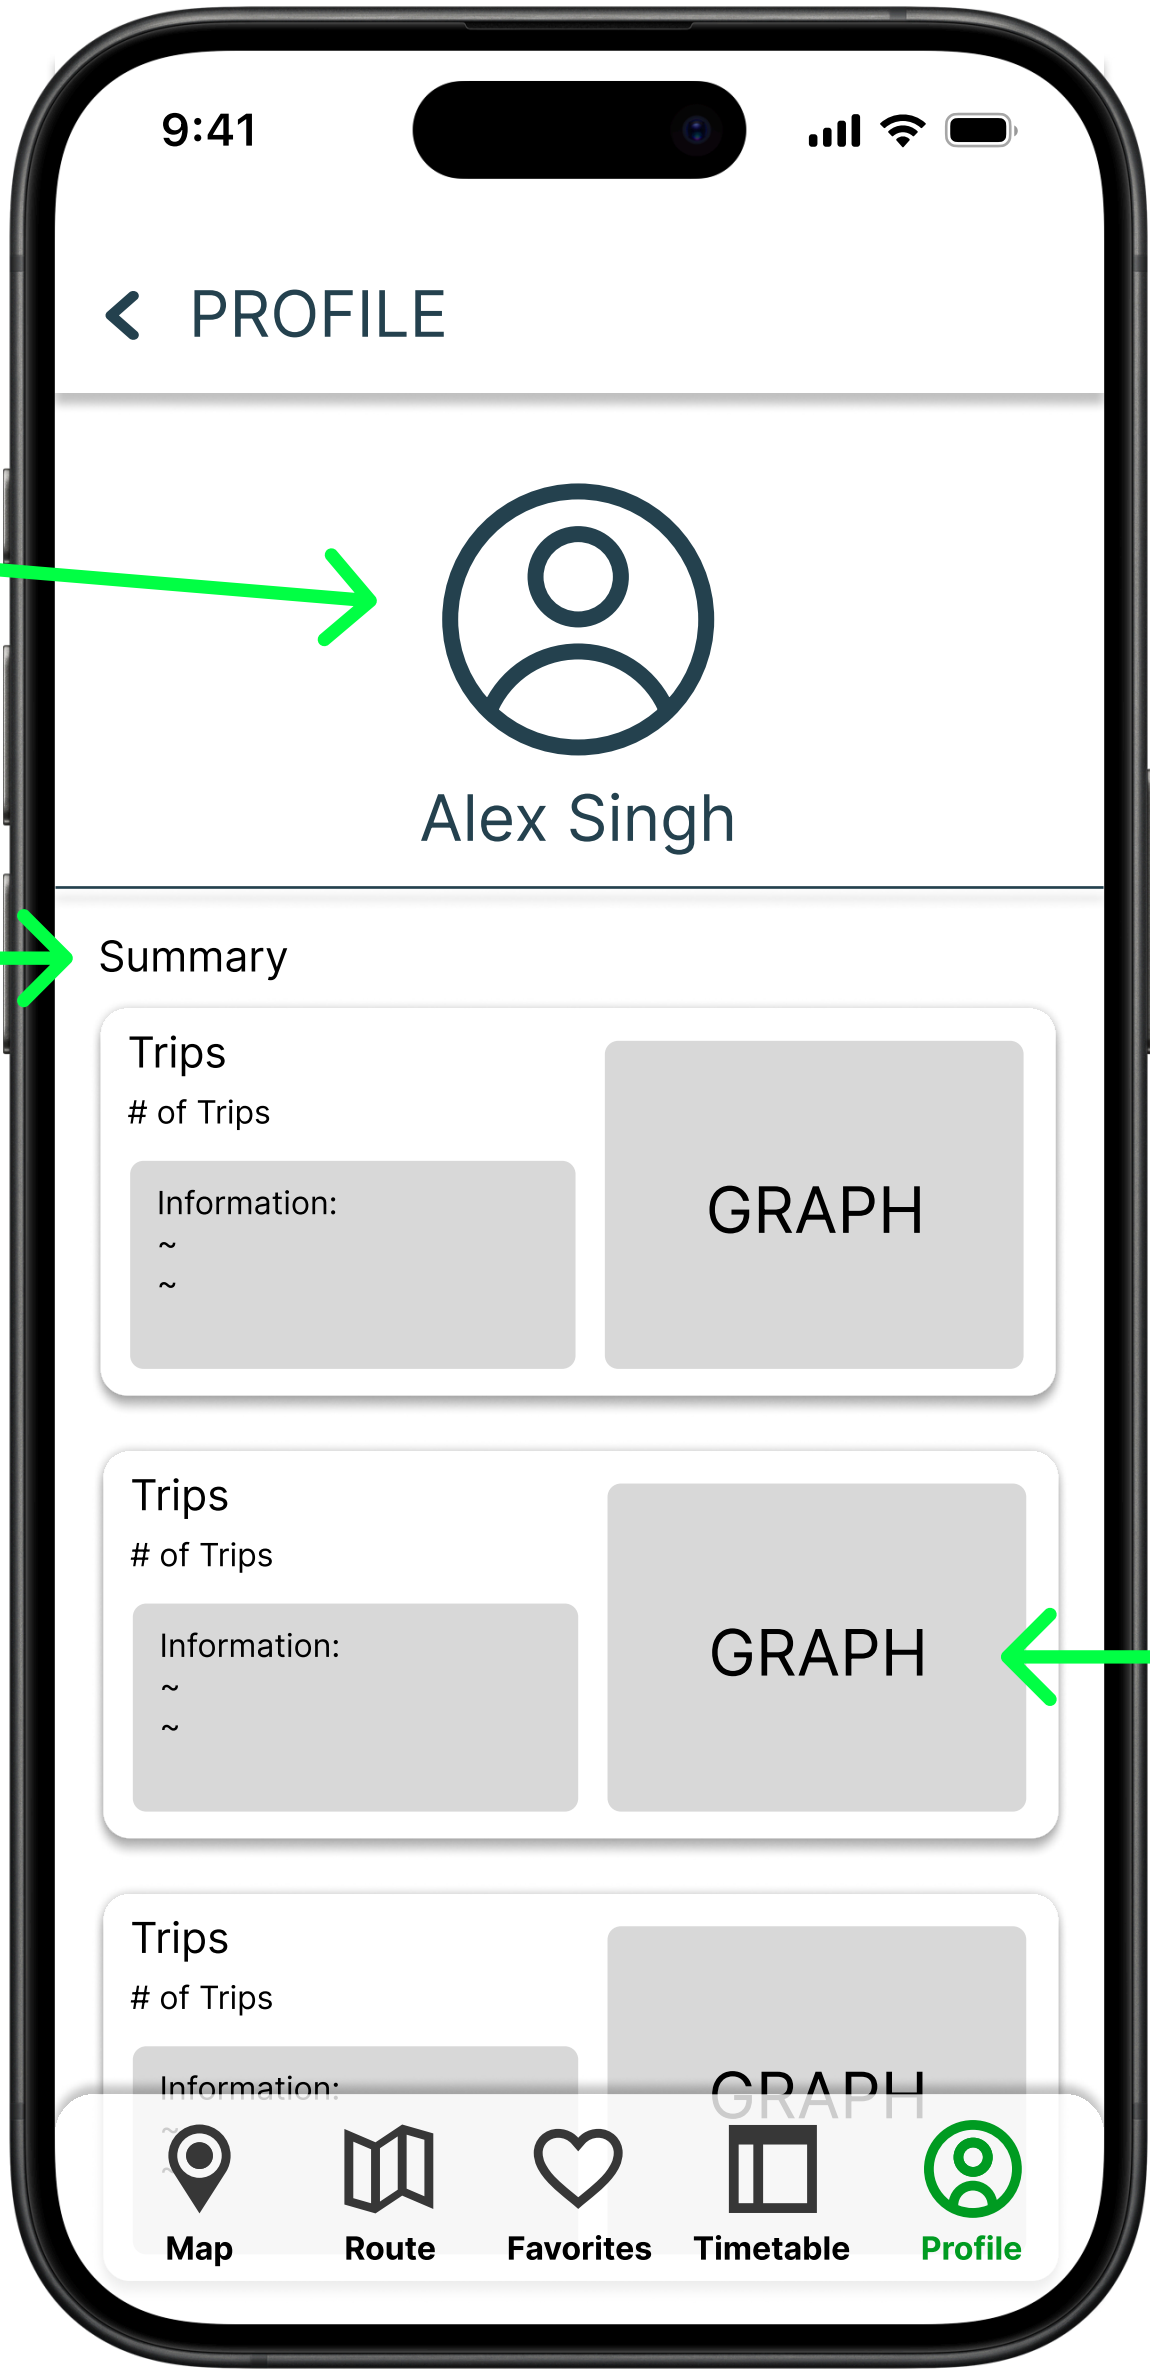 9:41
PROFILE
Alex Singh
Summary
Trips
# of Trips
Information:
~
~
GRAPH
Trips
# of Trips
Information:
~
~
GRAPH
Trips
# of Trips
Information:
~
~
GRAPH
Map
Route
Favorites
Timetable
Profile